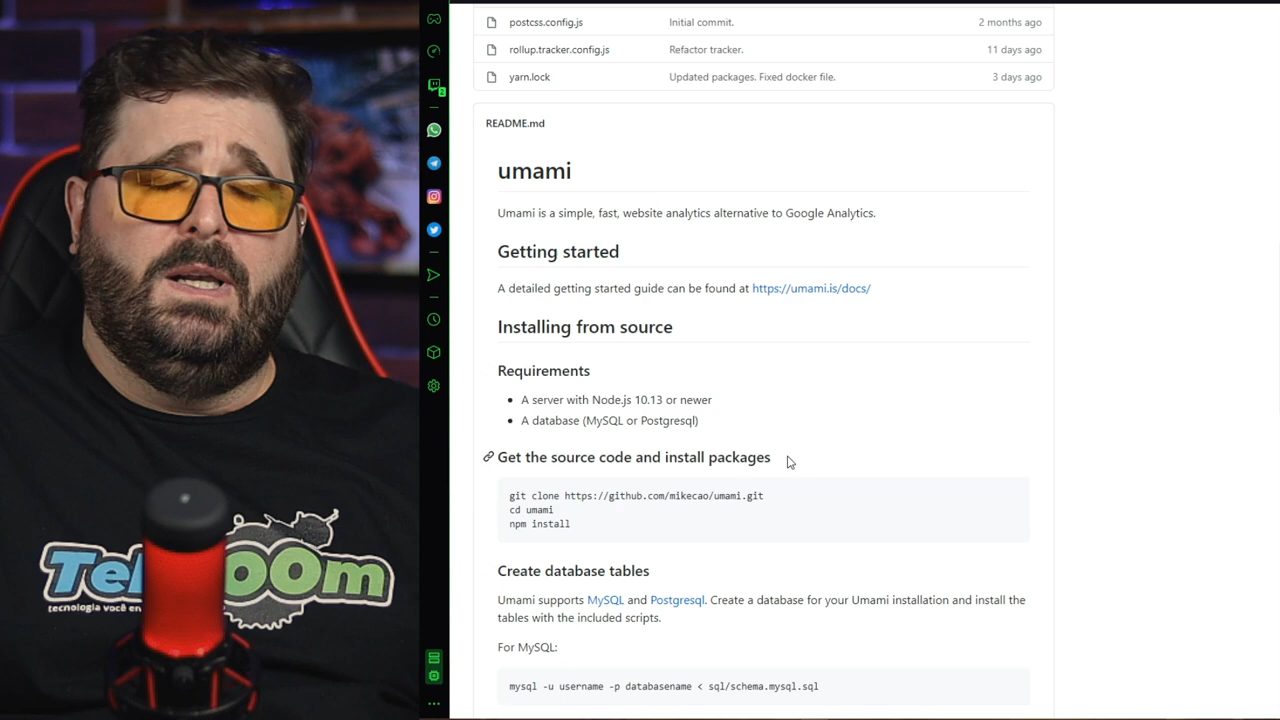 postcss.config.js Initial commit. 2 months ago
rollup.tracker.config.js Refactor tracker. 11 days ago
yarn.lock Updated packages. Fixed docker file. 3 days ago
README.md
umami
Umami is a simple, fast, website analytics alternative to Google Analytics.
Getting started
A detailed getting started guide can be found at https://umami.is/docs/
Installing from source
Requirements
A server with Node.js 10.13 or newer
A database (MySQL or Postgresql)
Get the source code and install packages
git clone https://github.com/mikecao/umami.git
cd umami
npm install
Create database tables
Umami supports MySQL and Postgresql. Create a database for your Umami installation and install the
tables with the included scripts.
For MySQL:
mysql -u username -p databasename < sql/schema.mysql.sql
2
tecnologia você